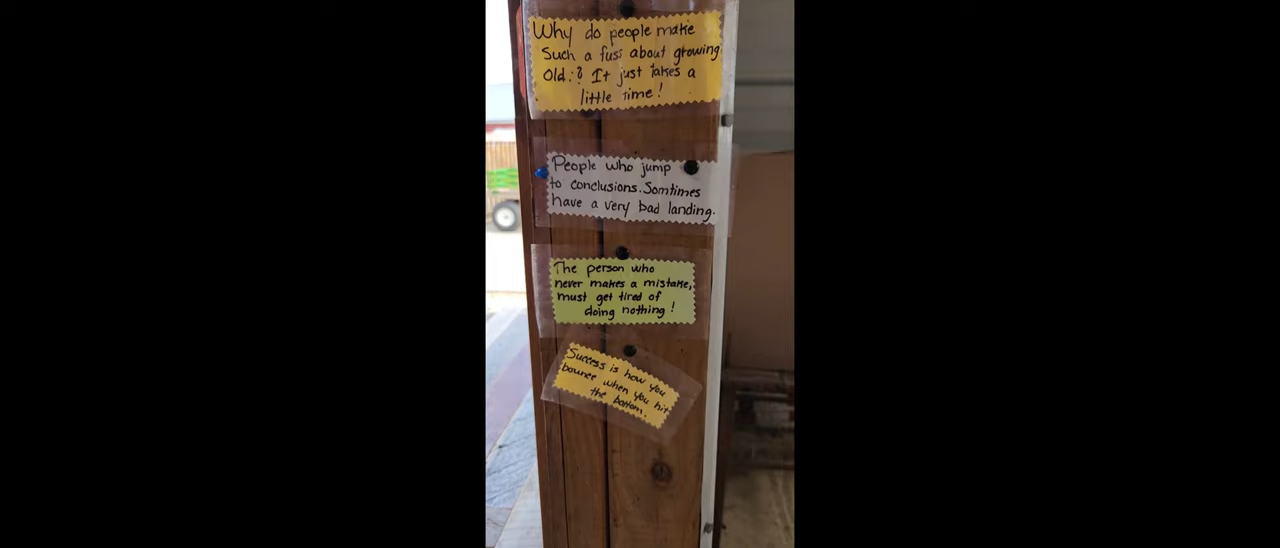 Why do people make
Such a fuss about growing
Old.? It just takes a
little time!
People who jump
to conclusions. Somtimes
have a very bad landing.
The person who
never makes a mistake,
must get tired of
doing nothing!
Success is how you
bounce when you hit
the bottom.